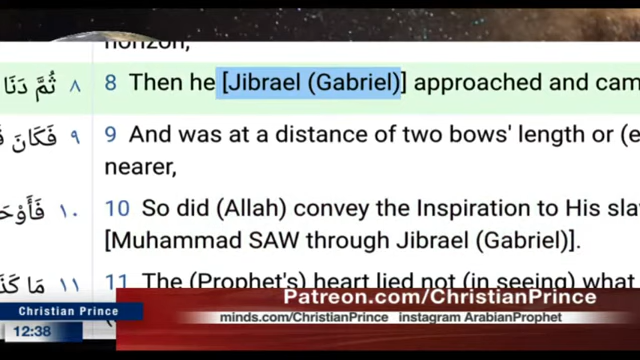 horizon,
ثُمَّ دَنَا ٨ 8 Then he [Jibrael (Gabriel)] approached and cam
٩ 9 And was at a distance of two bows' length or (e
nearer,
١٠ 10 So did (Allah) convey the Inspiration to His sla
[Muhammad SAW through Jibrael (Gabriel)].
١١ 11 The (Prophet's) heart lied not (in seeing) what
Patreon.com/ChristianPrince
Christian Prince
minds.com/ChristianPrince instagram ArabianProphet
12:38